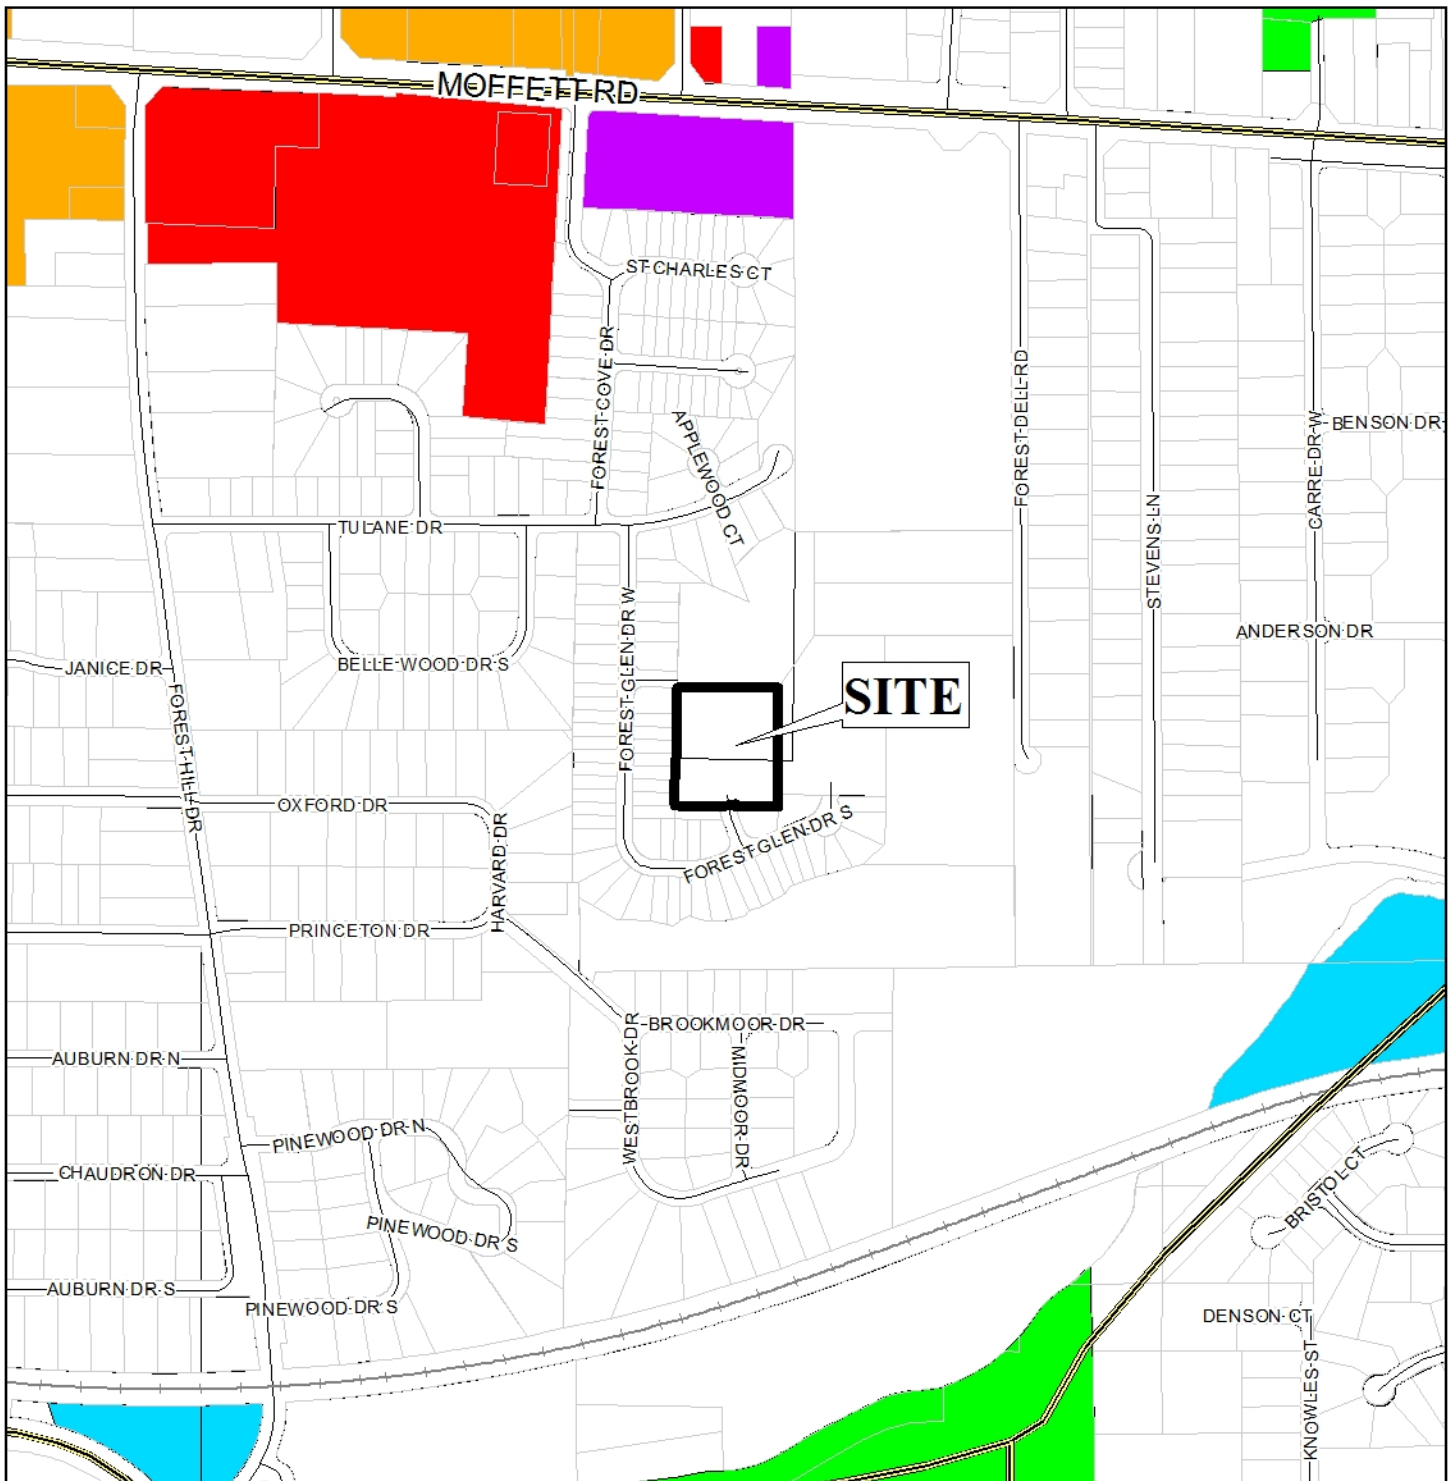 MOFFETT RD
ST CHARLES CT
FOREST COVE DR
APPLEWOOD CT
FOREST DELL RD
BENSON DR
CARRE DR W
STEVENS LN
TULANE DR
FOREST GLEN DR W
ANDERSON DR
JANICE DR
BELLE WOOD DR S
SITE
FOREST HILL DR
OXFORD DR
HARVARD DR
FOREST GLEN DR S
PRINCETON DR
BROOKMOOR DR
WESTBROOK DR
MIDMOOR DR
AUBURN DR N
PINEWOOD DR N
CHAUDRON DR
BRISTOL CT
PINEWOOD DR S
AUBURN DR S
PINEWOOD DR S
DENSON CT
KNOWLES ST